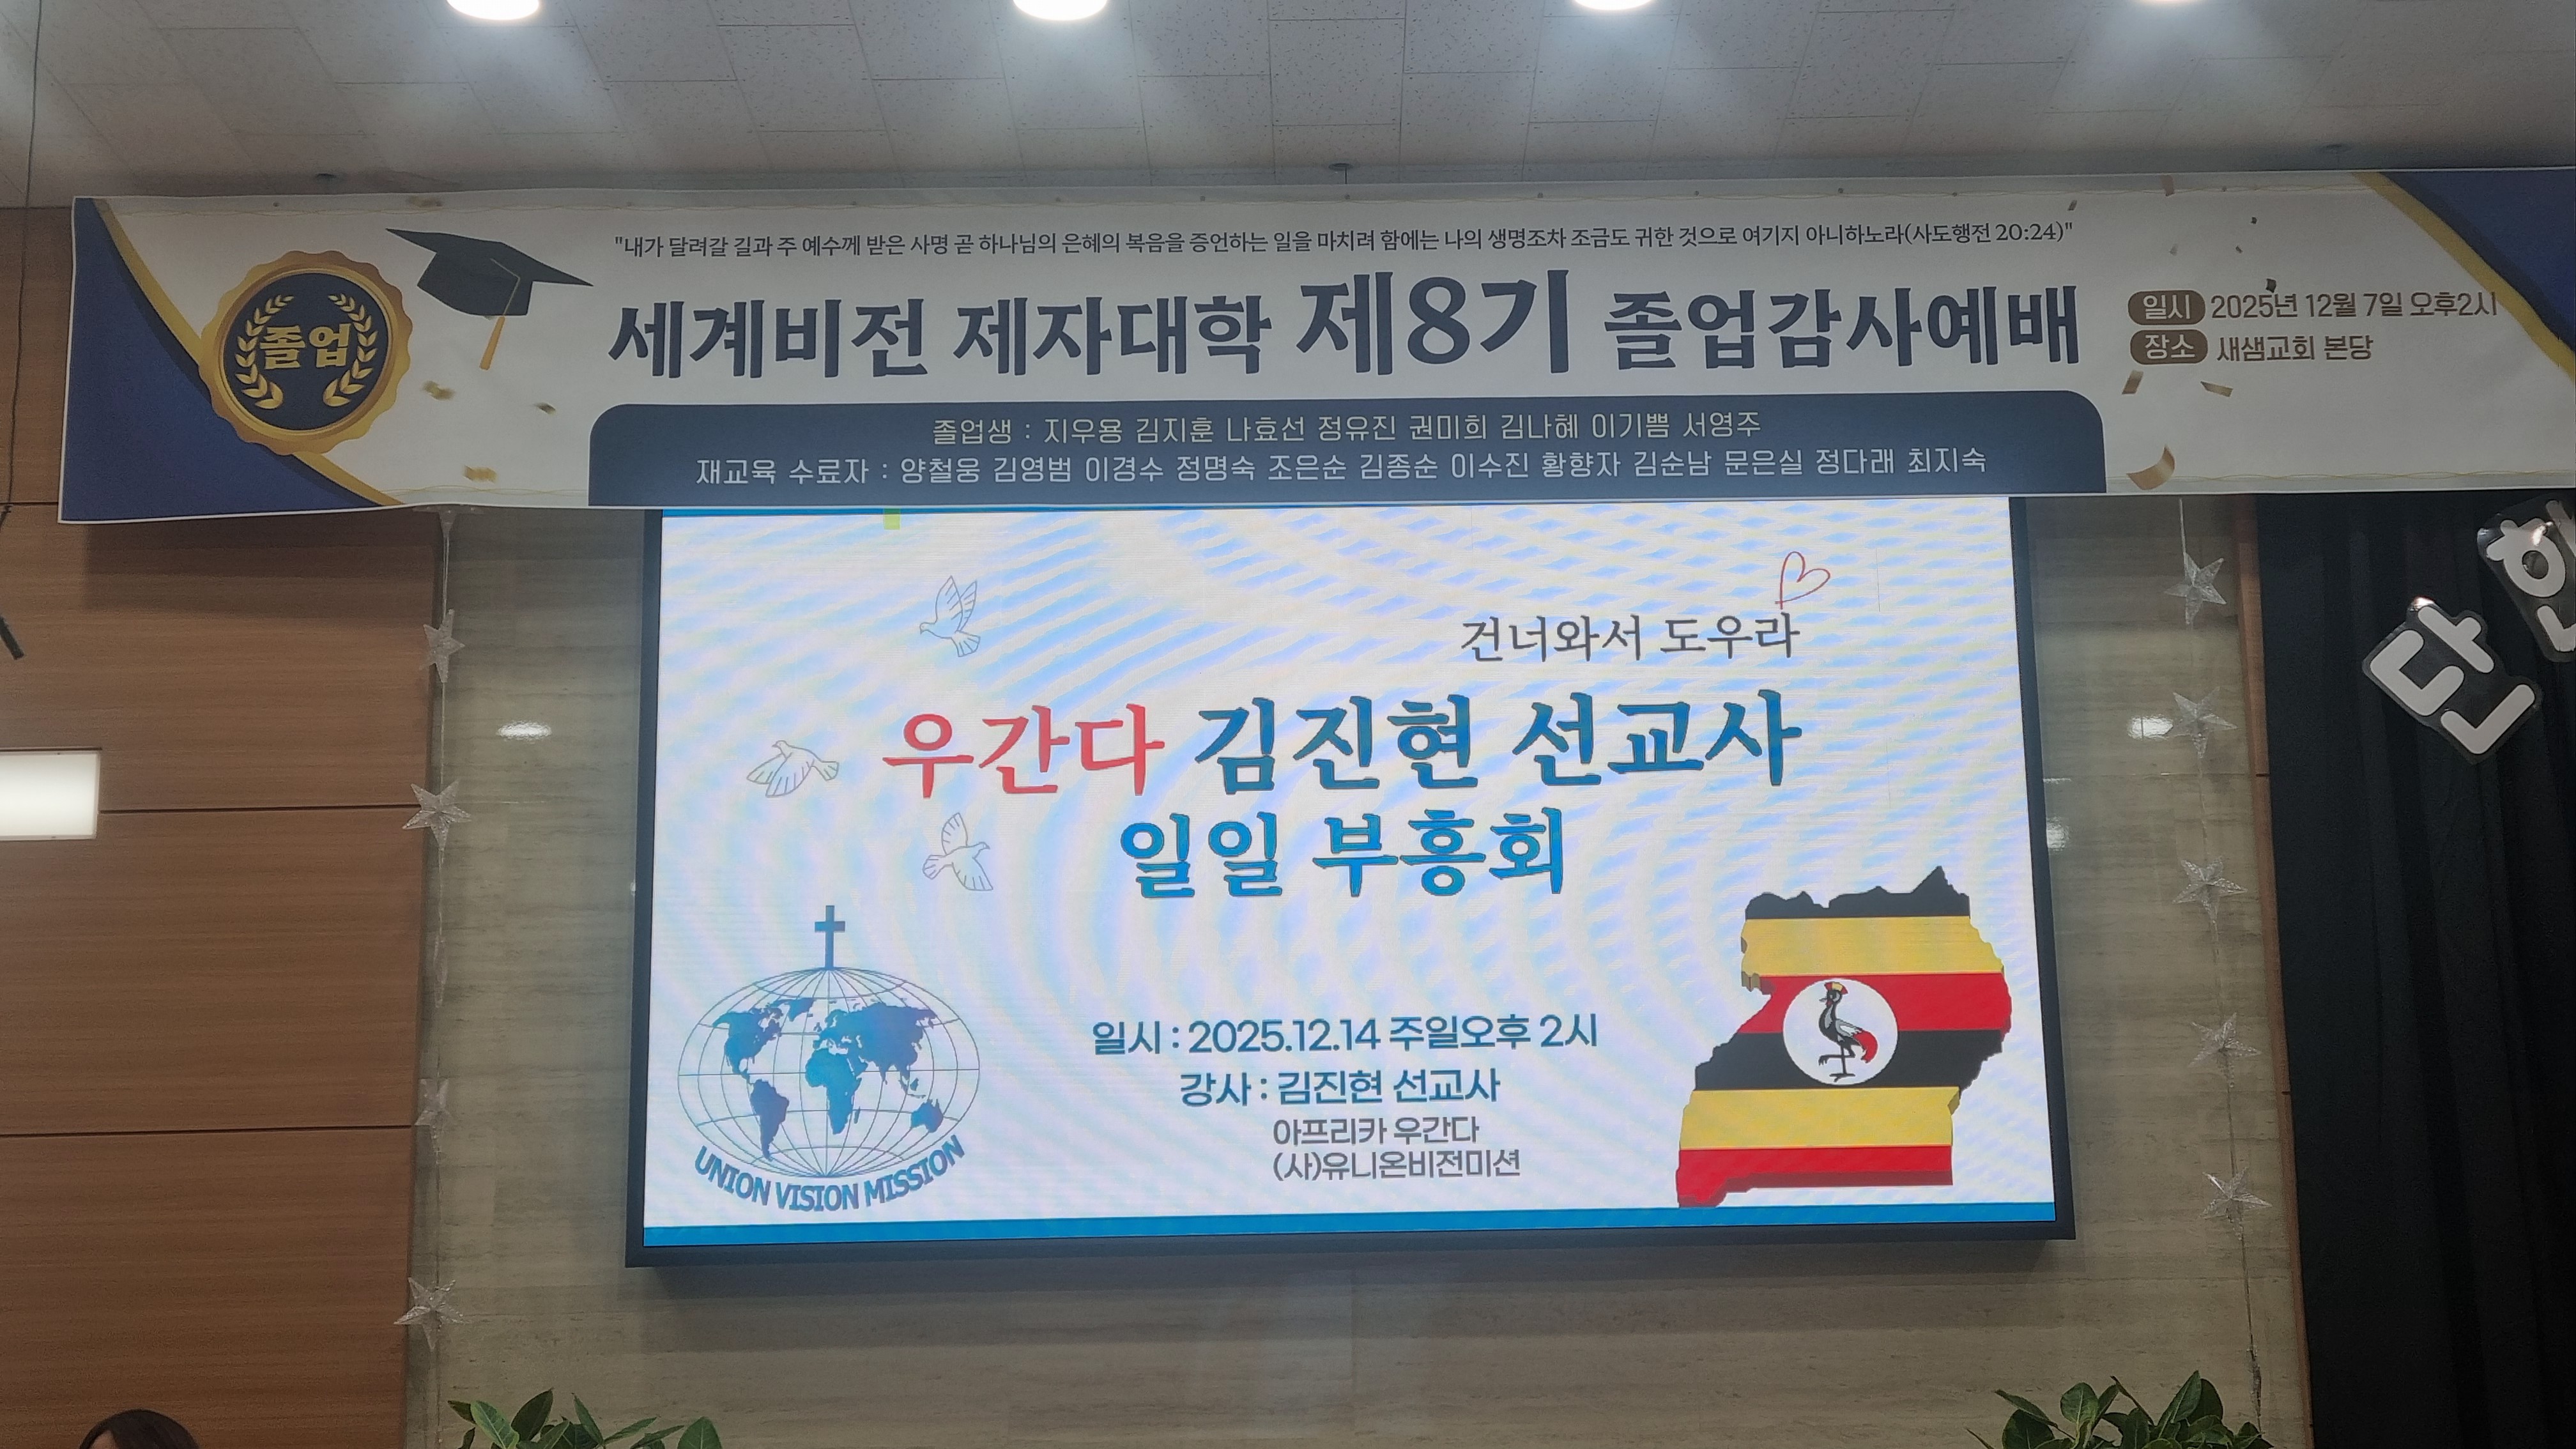 "내가 달려갈 길과 주 예수께 받은 사명 곧 하나님의 은혜의 복음을 증언하는 일을 마치려 함에는 나의 생명조차 조금도 귀한 것으로 여기지 아니하노라(사도행전 20:24)"
졸업
세계비전 제자대학 제8기 졸업감사예배
일시 2025년 12월 7일 오후2시
장소 새샘교회 본당
졸업생 : 지우용 김지훈 나효선 정유진 권미희 김나혜 이기쁨 서영주
재교육 수료자 : 양철웅 김영범 이경수 정명숙 조은순 김종순 이수진 황향자 김순남 문은실 정다래 최지숙
건너와서 도우라
우간다 김진현 선교사
일일 부흥회
일시 : 2025.12.14 주일오후 2시
강사 : 김진현 선교사
아프리카 우간다
(사)유니온비전미션
UNION VISION MISSION
단